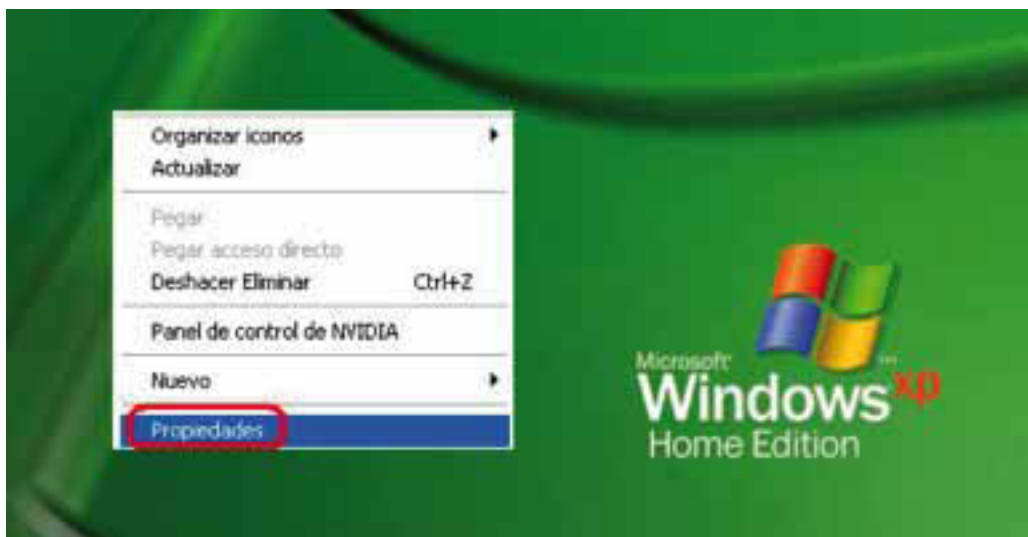 Organizar iconos
Actualizar
Pegar
Pegar acceso directo
Deshacer Eliminar Ctrl+Z
Panel de control de NVIDIA
Nuevo
Propiedades
Microsoft
Windows xp
Home Edition